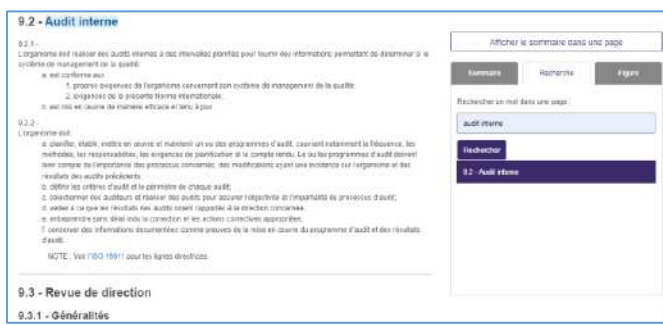 9.2 - Audit interne
9.2.1 -
L'organisme doit réaliser des audits internes à des intervalles planifiés pour fournir des informations permettant de déterminer si le
système de management de la qualité:
a. est conforme aux:
1. propres exigences de l'organisme concernant son système de management de la qualité;
2. exigences de la présente Norme internationale;
b. est mis en œuvre de manière efficace et tenu à jour.
9.2.2 -
L'organisme doit:
a. planifier, établir, mettre en œuvre et maintenir un ou des programmes d'audit, couvrant notamment la fréquence, les
méthodes, les responsabilités, les exigences de planification et le compte rendu. Le ou les programmes d'audit doivent
tenir compte de l'importance des processus concernés, des modifications ayant une incidence sur l'organisme et des
résultats des audits précédents;
b. définir les critères d'audit et le périmètre de chaque audit;
c. sélectionner des auditeurs et réaliser des audits pour assurer l'objectivité et l'impartialité du processus d'audit;
d. veiller à ce que les résultats des audits soient rapportés à la direction concernée;
e. entreprendre sans délai indu la correction et les actions correctives appropriées;
f. conserver des informations documentées comme preuves de la mise en œuvre du programme d'audit et des résultats
d'audit.
NOTE : Voir l'ISO 19011 pour les lignes directrices.
9.3 - Revue de direction
9.3.1 - Généralités
Afficher le sommaire dans une page
Sommaire Recherche Figure
Rechercher un mot dans une page :
audit interne
Rechercher
9.2 - Audit interne